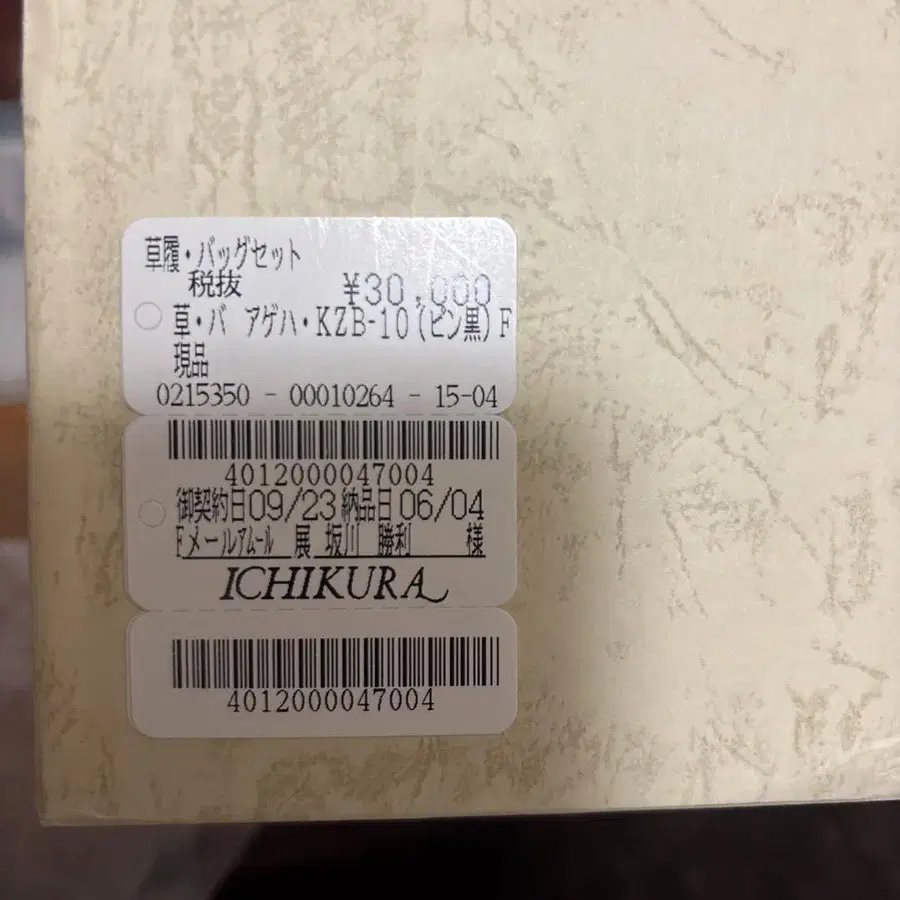 草履・バッグセット
税抜 ¥30,000
草・バ アゲハ・KZB-10(ピン黒)F
現品
0215350 - 00010264 - 15-04
4012000047004
御契約日09/23納品日06/04
Fメールアムール 展 坂川 勝利 様
ICHIKURA
4012000047004